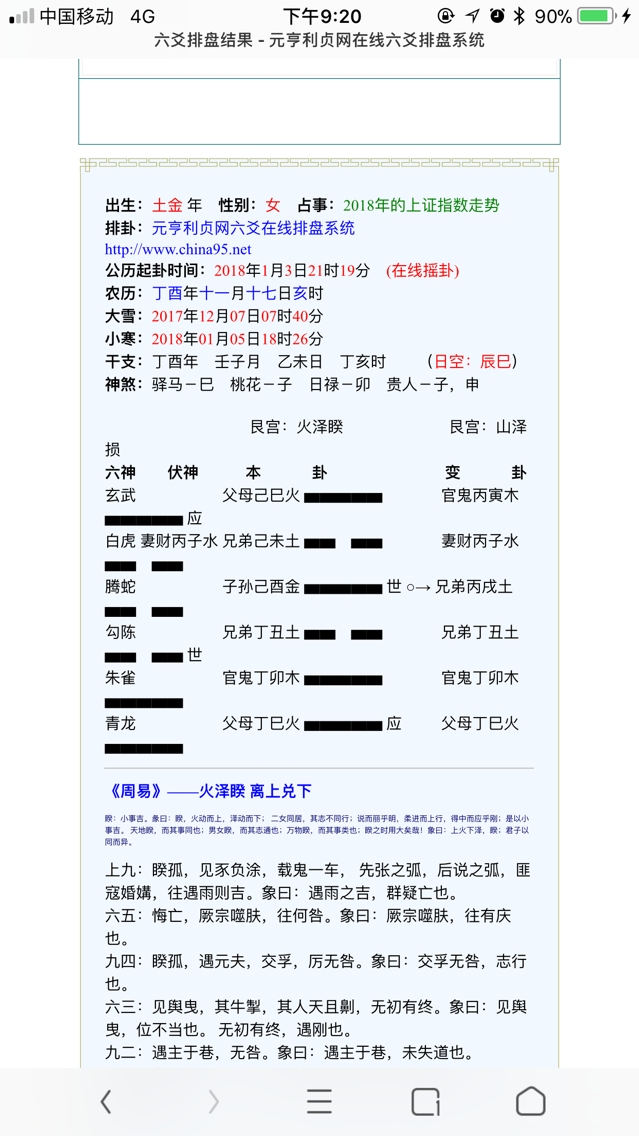 中国移动 4G 下午9:20 90%
六爻排盘结果 - 元亨利贞网在线六爻排盘系统
出生：土金 年 性别：女 占事：2018年的上证指数走势
排卦：元亨利贞网六爻在线排盘系统
http://www.china95.net
公历起卦时间：2018年1月3日21时19分 (在线摇卦)
农历：丁酉年十一月十七日亥时
大雪：2017年12月07日07时40分
小寒：2018年01月05日18时26分
干支：丁酉年 壬子月 乙未日 丁亥时 （日空：辰巳）
神煞：驿马－巳 桃花－子 日禄－卯 贵人－子，申
艮宫：火泽睽 艮宫：山泽
损
六神 伏神 本 卦 变 卦
玄武 父母己巳火 官鬼丙寅木
应
白虎 妻财丙子水 兄弟己未土 妻财丙子水
腾蛇 子孙己酉金 世 ○→ 兄弟丙戌土
勾陈 兄弟丁丑土 兄弟丁丑土
世
朱雀 官鬼丁卯木 官鬼丁卯木
青龙 父母丁巳火 应 父母丁巳火
《周易》——火泽睽 离上兑下
睽：小事吉。彖曰：睽，火动而上，泽动而下；二女同居，其志不同行；说而丽乎明，柔进而上行，得中而应乎刚；是以小
事吉。 天地睽，而其事同也；男女睽，而其志通也；万物睽，而其事类也；睽之时用大矣哉！象曰：上火下泽，睽；君子以
同而异。
上九：睽孤，见豕负涂，载鬼一车， 先张之弧，后说之弧，匪
寇婚媾，往遇雨则吉。象曰：遇雨之吉，群疑亡也。
六五：悔亡，厥宗噬肤，往何咎。象曰：厥宗噬肤，往有庆
也。
九四：睽孤，遇元夫，交孚，厉无咎。象曰：交孚无咎，志行
也。
六三：见舆曳，其牛掣，其人天且劓，无初有终。象曰：见舆
曳，位不当也。 无初有终，遇刚也。
九二：遇主于巷，无咎。象曰：遇主于巷，未失道也。